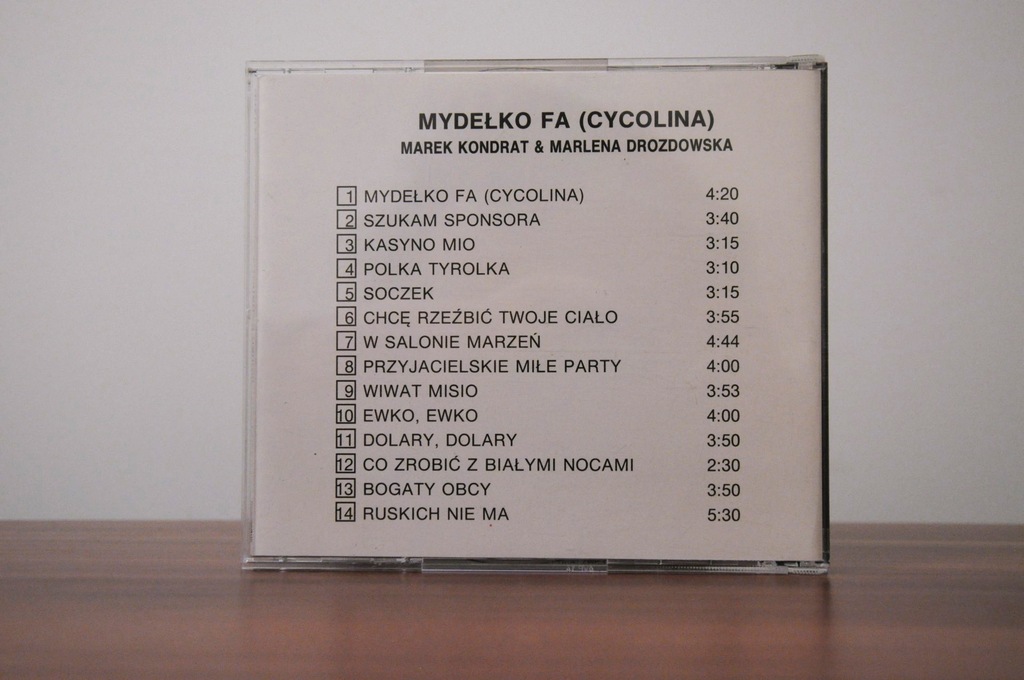 MYDEŁKO FA (CYCOLINA)
MAREK KONDRAT & MARLENA DROZDOWSKA
1 MYDEŁKO FA (CYCOLINA) 4:20
2 SZUKAM SPONSORA 3:40
3 KASYNO MIO 3:15
4 POLKA TYROLKA 3:10
5 SOCZEK 3:15
6 CHCĘ RZEŹBIĆ TWOJE CIAŁO 3:55
7 W SALONIE MARZEŃ 4:44
8 PRZYJACIELSKIE MIŁE PARTY 4:00
9 WIWAT MISIO 3:53
10 EWKO, EWKO 4:00
11 DOLARY, DOLARY 3:50
12 CO ZROBIĆ Z BIAŁYMI NOCAMI 2:30
13 BOGATY OBCY 3:50
14 RUSKICH NIE MA 5:30